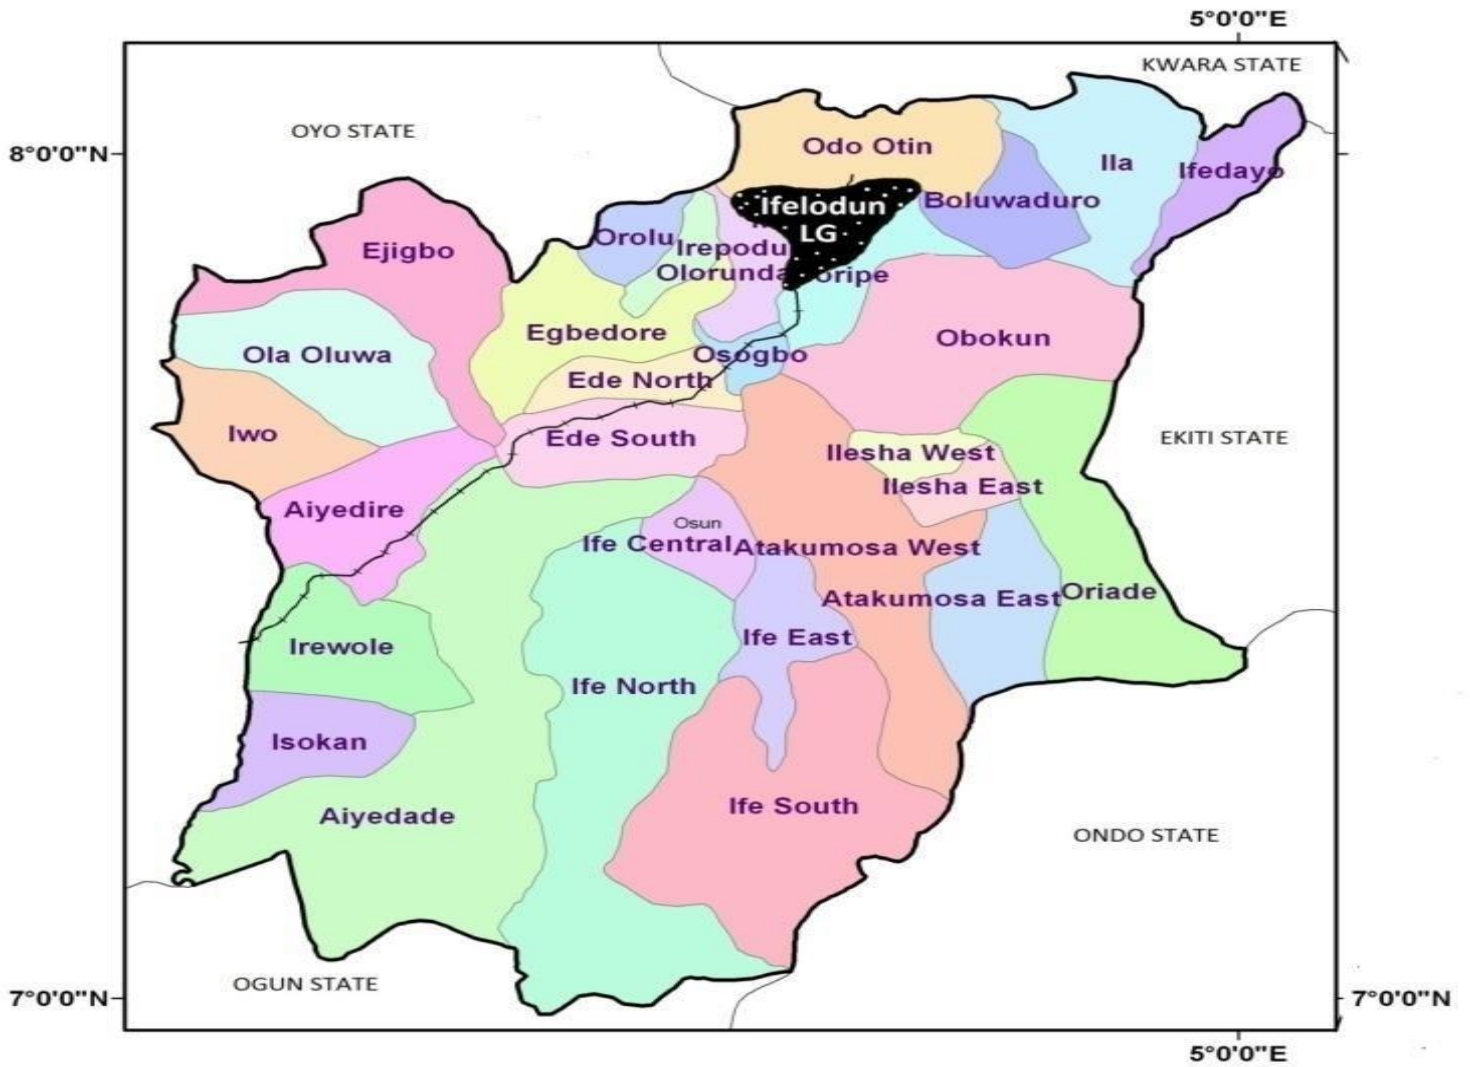 5°0'0"E
KWARA STATE
OYO STATE
8°0'0"N
Odo Otin
Ila
Ifedayo
Boluwaduro
Ifelodun
LG
Orolu
Irepodu
Ejigbo
Olorunda
oripe
Egbedore
Obokun
Ola Oluwa
Osogbo
Ede North
Iwo
Ede South
EKITI STATE
Ilesha West
Ilesha East
Aiyedire
Osun
Ife Central
Atakumosa West
Atakumosa East
Oriade
Ife East
Irewole
Ife North
Isokan
Ife South
Aiyedade
ONDO STATE
OGUN STATE
7°0'0"N
7°0'0"N
5°0'0"E